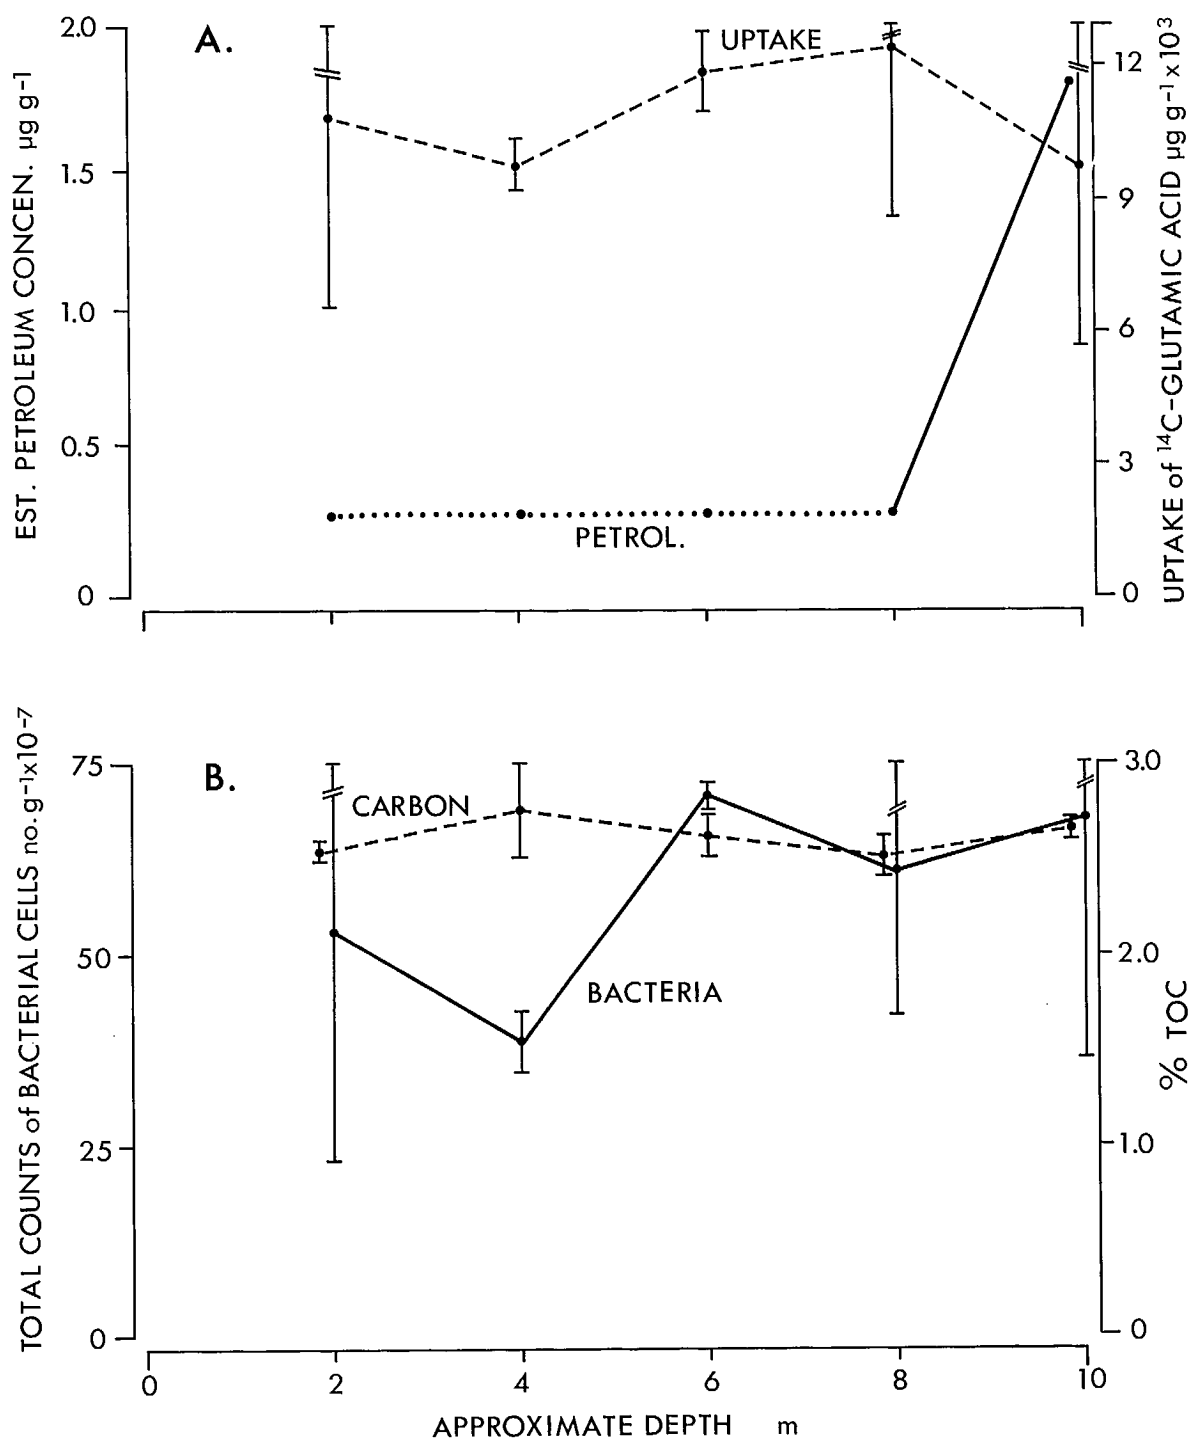 A.
EST. PETROLEUM CONCEN. µg g⁻¹
2.0
1.5
1.0
0.5
0
UPTAKE
PETROL.
12
9
6
3
0
UPTAKE of ¹⁴C-GLUTAMIC ACID µg g⁻¹ x 10³
B.
TOTAL COUNTS of BACTERIAL CELLS no. g⁻¹x10⁻⁷
75
50
25
0
CARBON
BACTERIA
3.0
2.0
1.0
0
% TOC
0 2 4 6 8 10
APPROXIMATE DEPTH m